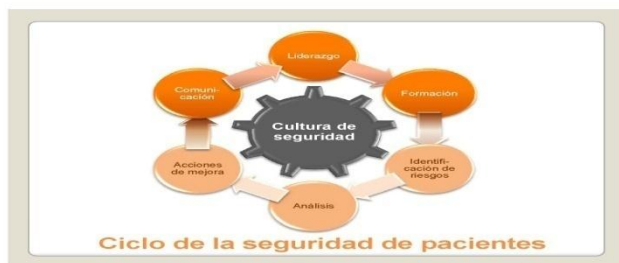 Liderazgo
Formación
Identifi-
cación de
riesgos
Análisis
Acciones
de mejora
Comuni-
cación
Cultura de
seguridad
Ciclo de la seguridad de pacientes